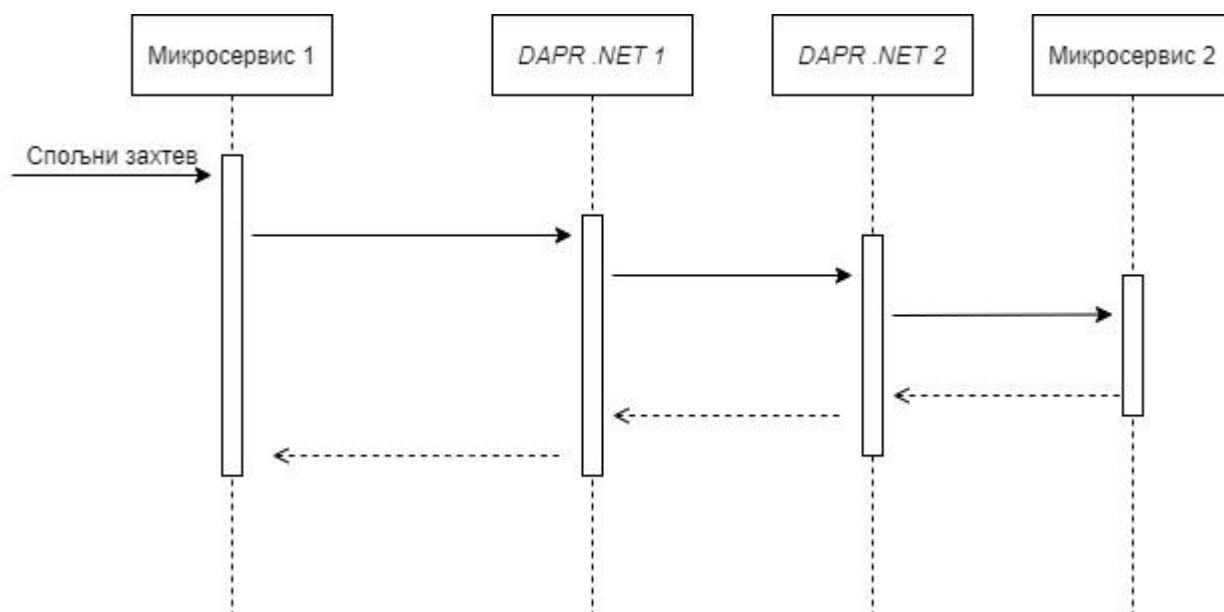 Микросервис 1
DAPR .NET 1
DAPR .NET 2
Микросервис 2
Спољни захтев